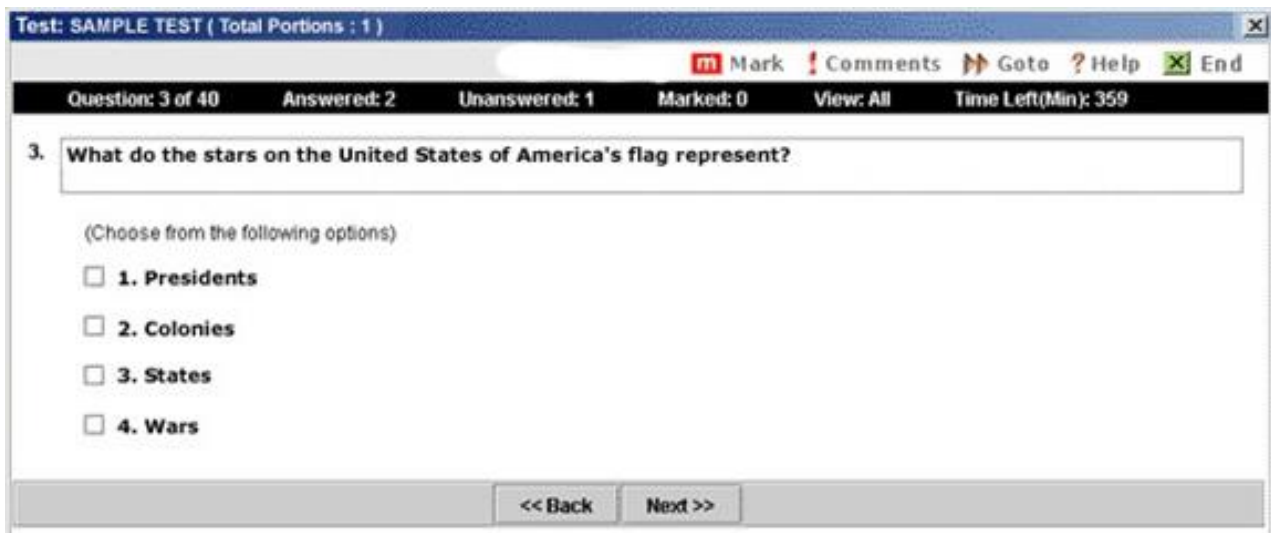 Test: SAMPLE TEST ( Total Portions : 1 )
m Mark ! Comments Goto ? Help X End
Question: 3 of 40 Answered: 2 Unanswered: 1 Marked: 0 View: All Time Left(Min): 359
3. What do the stars on the United States of America's flag represent?
(Choose from the following options)
1. Presidents
2. Colonies
3. States
4. Wars
<< Back Next >>